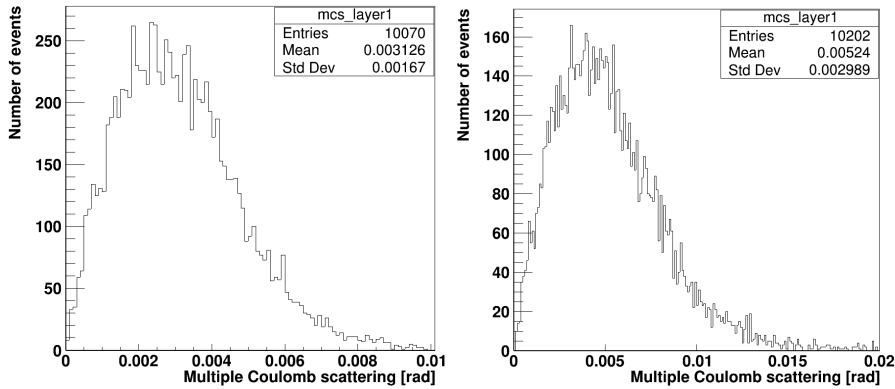 Number of events
mcs_layer1
Entries 10070
Mean 0.003126
Std Dev 0.00167
250
200
150
100
50
0
0 0.002 0.004 0.006 0.008 0.01
Multiple Coulomb scattering [rad]
Number of events
mcs_layer1
Entries 10202
Mean 0.00524
Std Dev 0.002989
160
140
120
100
80
60
40
20
0
0 0.005 0.01 0.015 0.02
Multiple Coulomb scattering [rad]